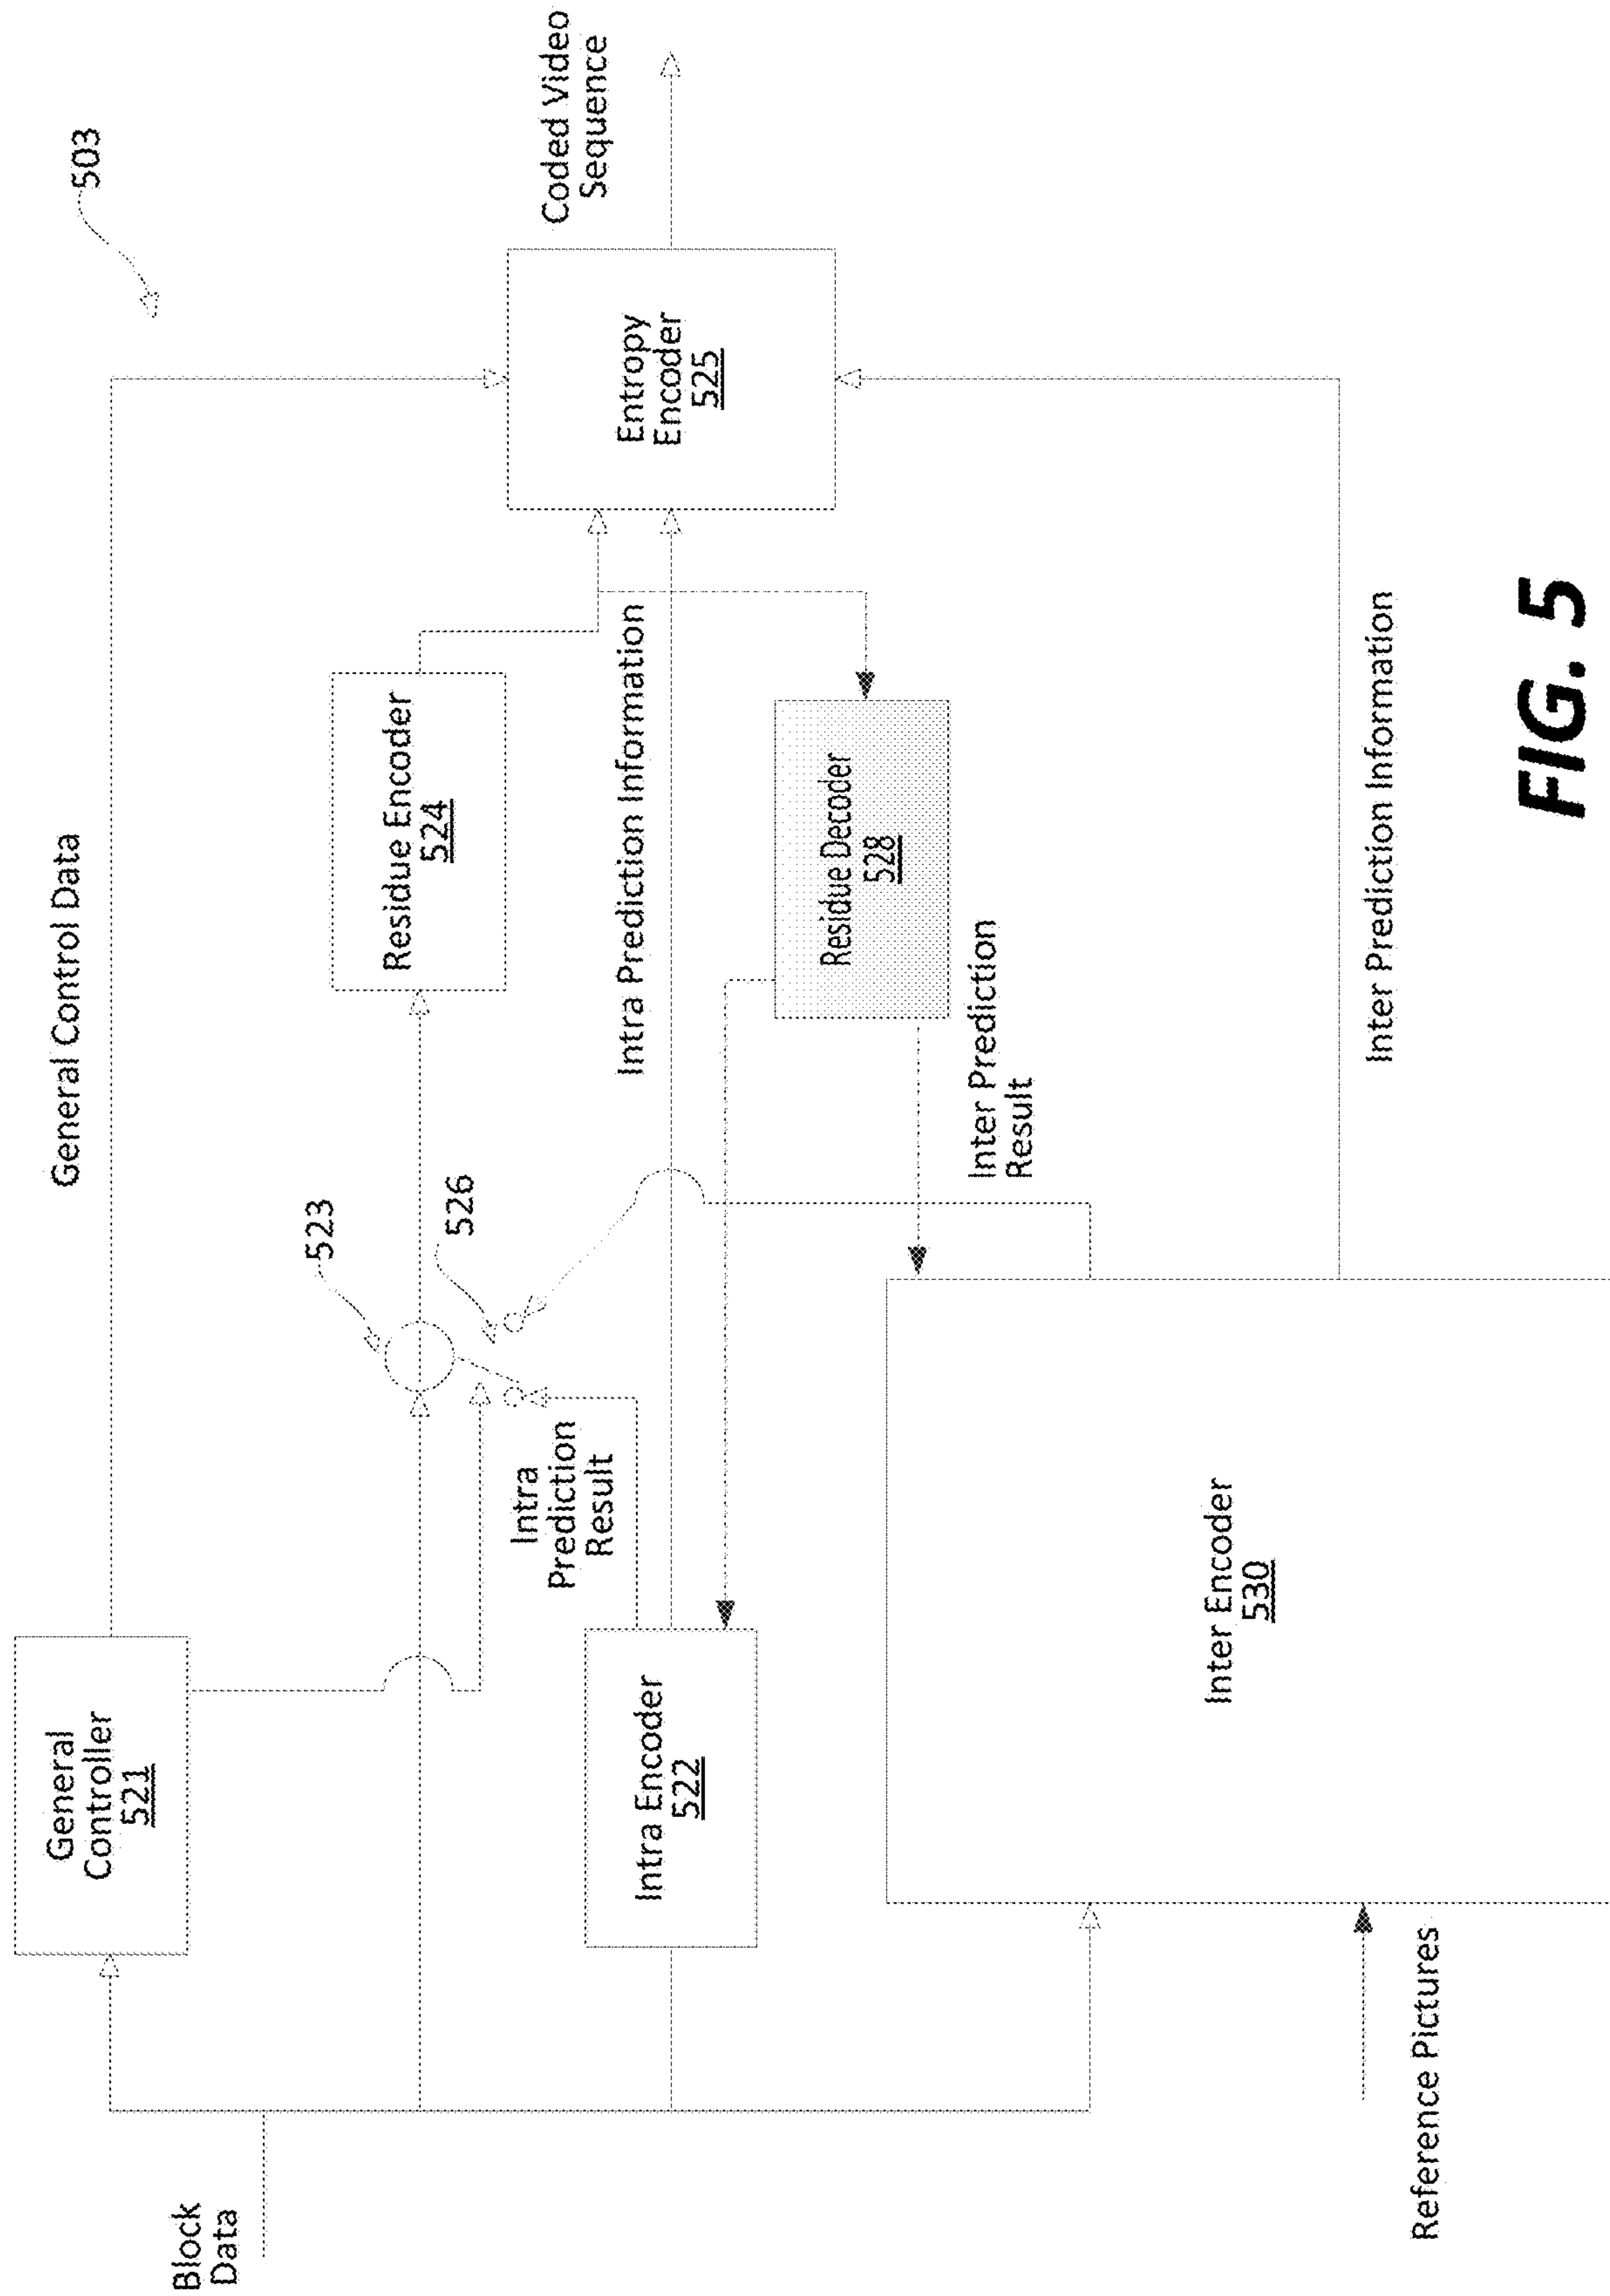 503
General Control Data
General
Controller
521
Block
Data
523
526
Residue Encoder
524
Entropy
Encoder
525
Coded Video
Sequence
Intra
Prediction
Result
Intra Prediction Information
Intra Encoder
522
Residue Decoder
528
Inter Prediction
Result
Inter Encoder
530
Inter Prediction Information
Reference Pictures
FIG. 5